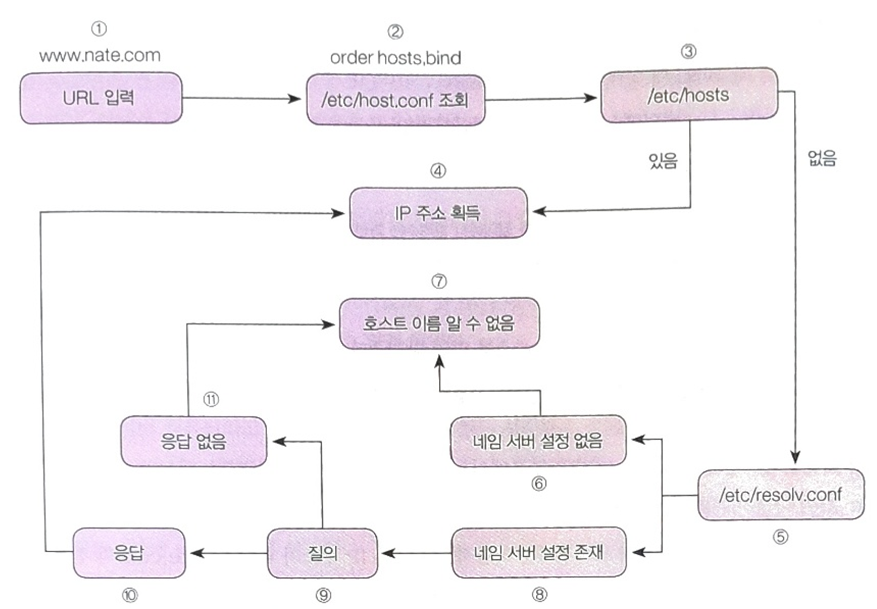 ①
www.nate.com
URL 입력
②
order hosts,bind
/etc/host.conf 조회
③
/etc/hosts
있음
없음
④
IP 주소 획득
⑦
호스트 이름 알 수 없음
⑪
응답 없음
네임 서버 설정 없음
⑥
/etc/resolv.conf
⑤
응답
⑩
질의
⑨
네임 서버 설정 존재
⑧